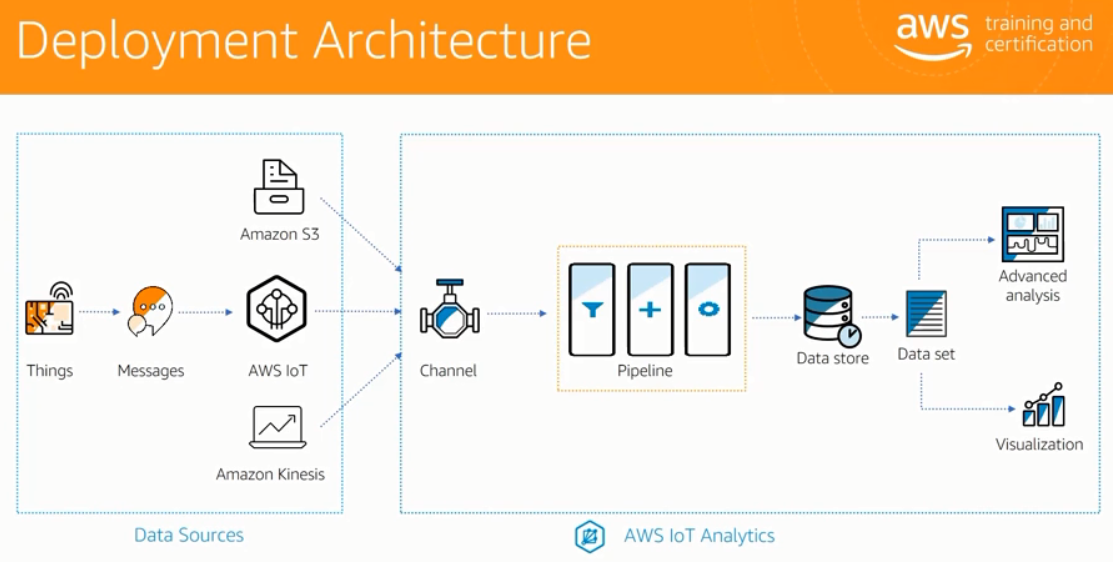 Deployment Architecture
aws training and
certification
Amazon S3
Things
Messages
AWS IoT
Amazon Kinesis
Data Sources
Channel
Pipeline
Data store
Data set
Advanced
analysis
Visualization
AWS IoT Analytics